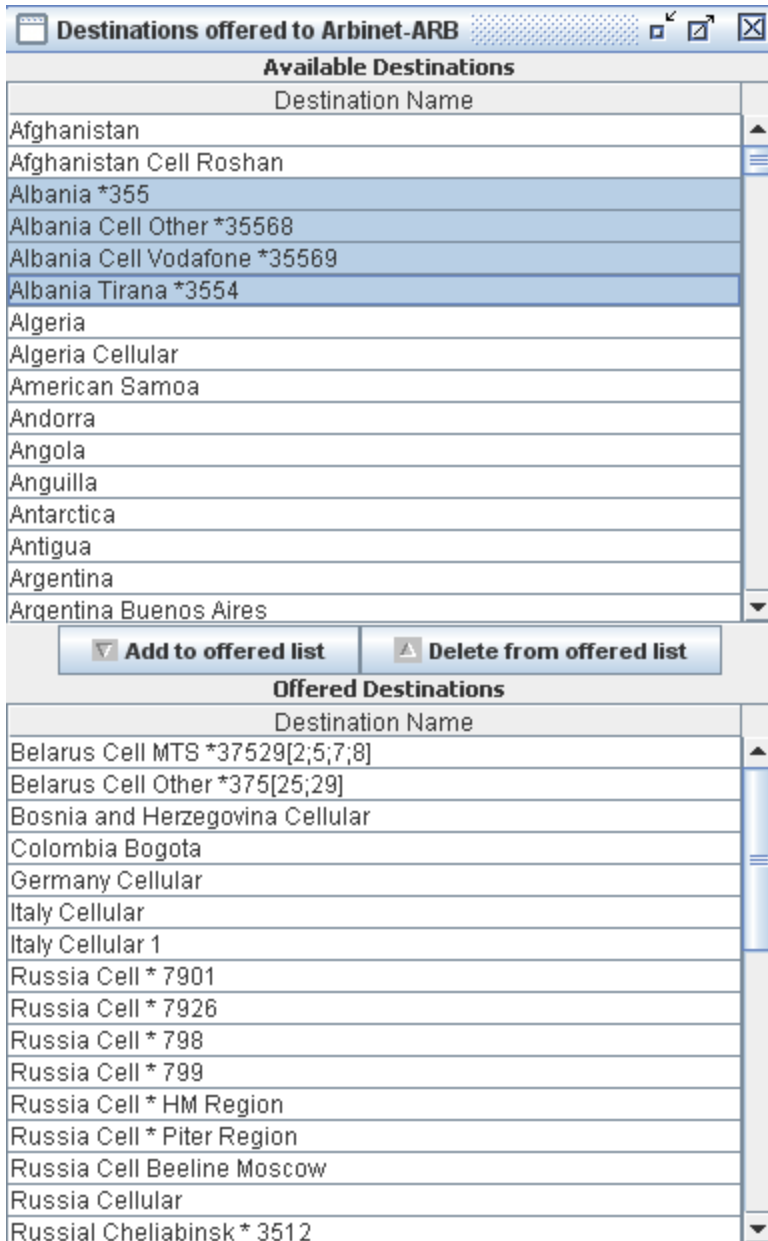 Destinations offered to Arbinet-ARB
Available Destinations
Destination Name
Afghanistan
Afghanistan Cell Roshan
Albania *355
Albania Cell Other *35568
Albania Cell Vodafone *35569
Albania Tirana *3554
Algeria
Algeria Cellular
American Samoa
Andorra
Angola
Anguilla
Antarctica
Antigua
Argentina
Argentina Buenos Aires
Add to offered list Delete from offered list
Offered Destinations
Destination Name
Belarus Cell MTS *37529[2;5;7;8]
Belarus Cell Other *375[25;29]
Bosnia and Herzegovina Cellular
Colombia Bogota
Germany Cellular
Italy Cellular
Italy Cellular 1
Russia Cell * 7901
Russia Cell * 7926
Russia Cell * 798
Russia Cell * 799
Russia Cell * HM Region
Russia Cell * Piter Region
Russia Cell Beeline Moscow
Russia Cellular
Russial Cheliabinsk * 3512